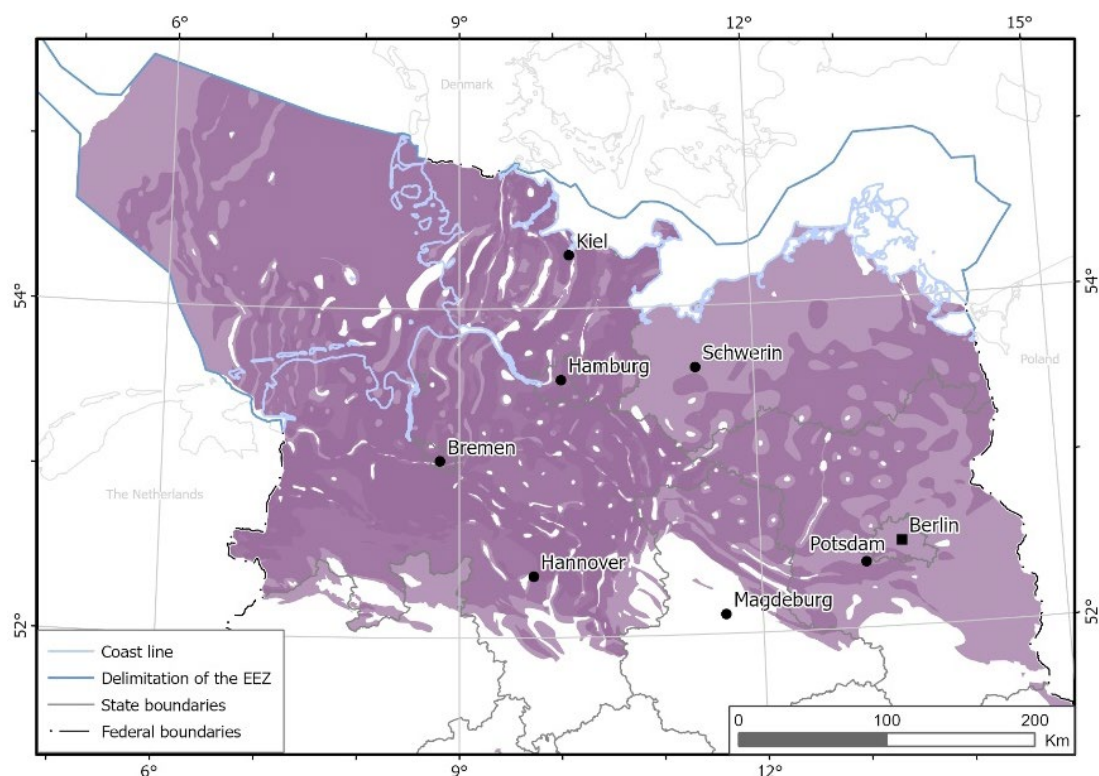 6° 9° 12° 15°
Denmark
Kiel
54° 54°
Schwerin
Hamburg
Poland
Bremen
The Netherlands
Berlin
Potsdam
Hannover
Magdeburg
52° 52°
Coast line
Delimitation of the EEZ
State boundaries
Federal boundaries
0 100 200
Km
6° 9° 12°